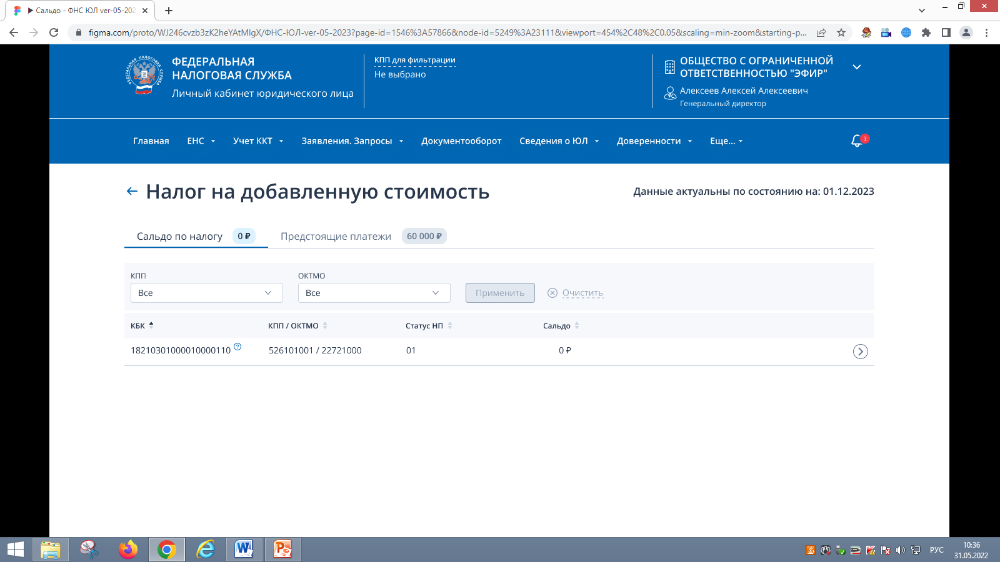 ▶ Сальдо - ФНС ЮЛ ver-05-202
figma.com/proto/WJ246cvzb3zK2heYAtMIgX/ФНС-ЮЛ-ver-05-2023?page-id=1546%3A57866&node-id=5249%3A23111&viewport=454%2C48%2C0.05&scaling=min-zoom&starting-p...
ФЕДЕРАЛЬНАЯ
НАЛОГОВАЯ СЛУЖБА
Личный кабинет юридического лица
КПП для фильтрации
Не выбрано
ОБЩЕСТВО С ОГРАНИЧЕННОЙ
ОТВЕТСТВЕННОСТЬЮ "ЭФИР"
Алексеев Алексей Алексеевич
Генеральный директор
Главная ЕНС Учет ККТ Заявления. Запросы Документооборот Сведения о ЮЛ Доверенности Еще... 3
Налог на добавленную стоимость
Данные актуальны по состоянию на: 01.12.2023
Сальдо по налогу 0 ₽ Предстоящие платежи 60 000 ₽
КПП ОКТМО
Все Все Применить Очистить
КБК КПП / ОКТМО Статус НП Сальдо
18210301000010000110 526101001 / 22721000 01 0 ₽
РУС
10:36
31.05.2022